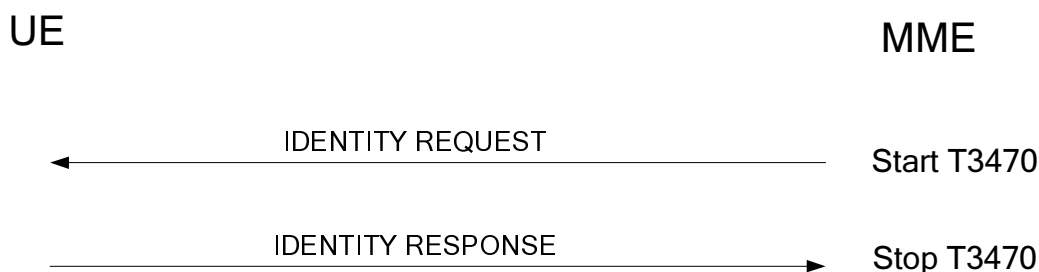 UE
MME
IDENTITY REQUEST
Start T3470
IDENTITY RESPONSE
Stop T3470